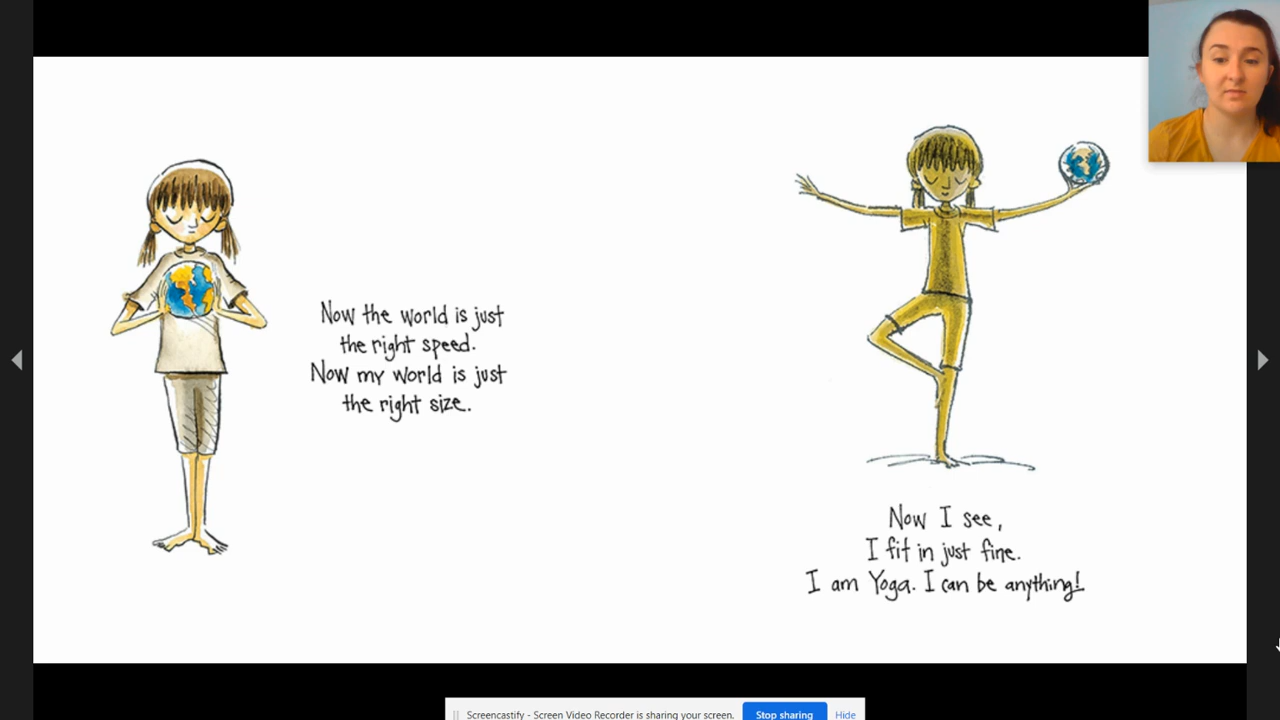 Now the world is just
the right speed.
Now my world is just
the right size.
Now I see,
I fit in just fine.
I am Yoga. I can be anything!
Screencastify - Screen Video Recorder is sharing your screen.
Stop sharing
Hide